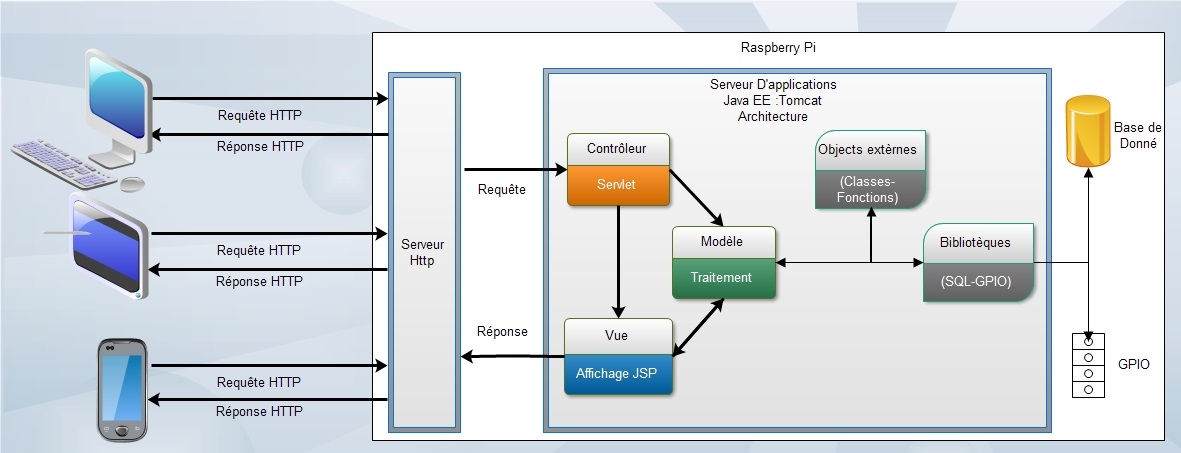 Raspberry Pi
Requête HTTP
Réponse HTTP
Requête HTTP
Réponse HTTP
Requête HTTP
Réponse HTTP
Serveur
Http
Requête
Réponse
Serveur D'applications
Java EE :Tomcat
Architecture
Contrôleur
Servlet
Modèle
Traitement
Vue
Affichage JSP
Objects extèrnes
(Classes-
Fonctions)
Bibliotèques
(SQL-GPIO)
Base de
Donné
GPIO